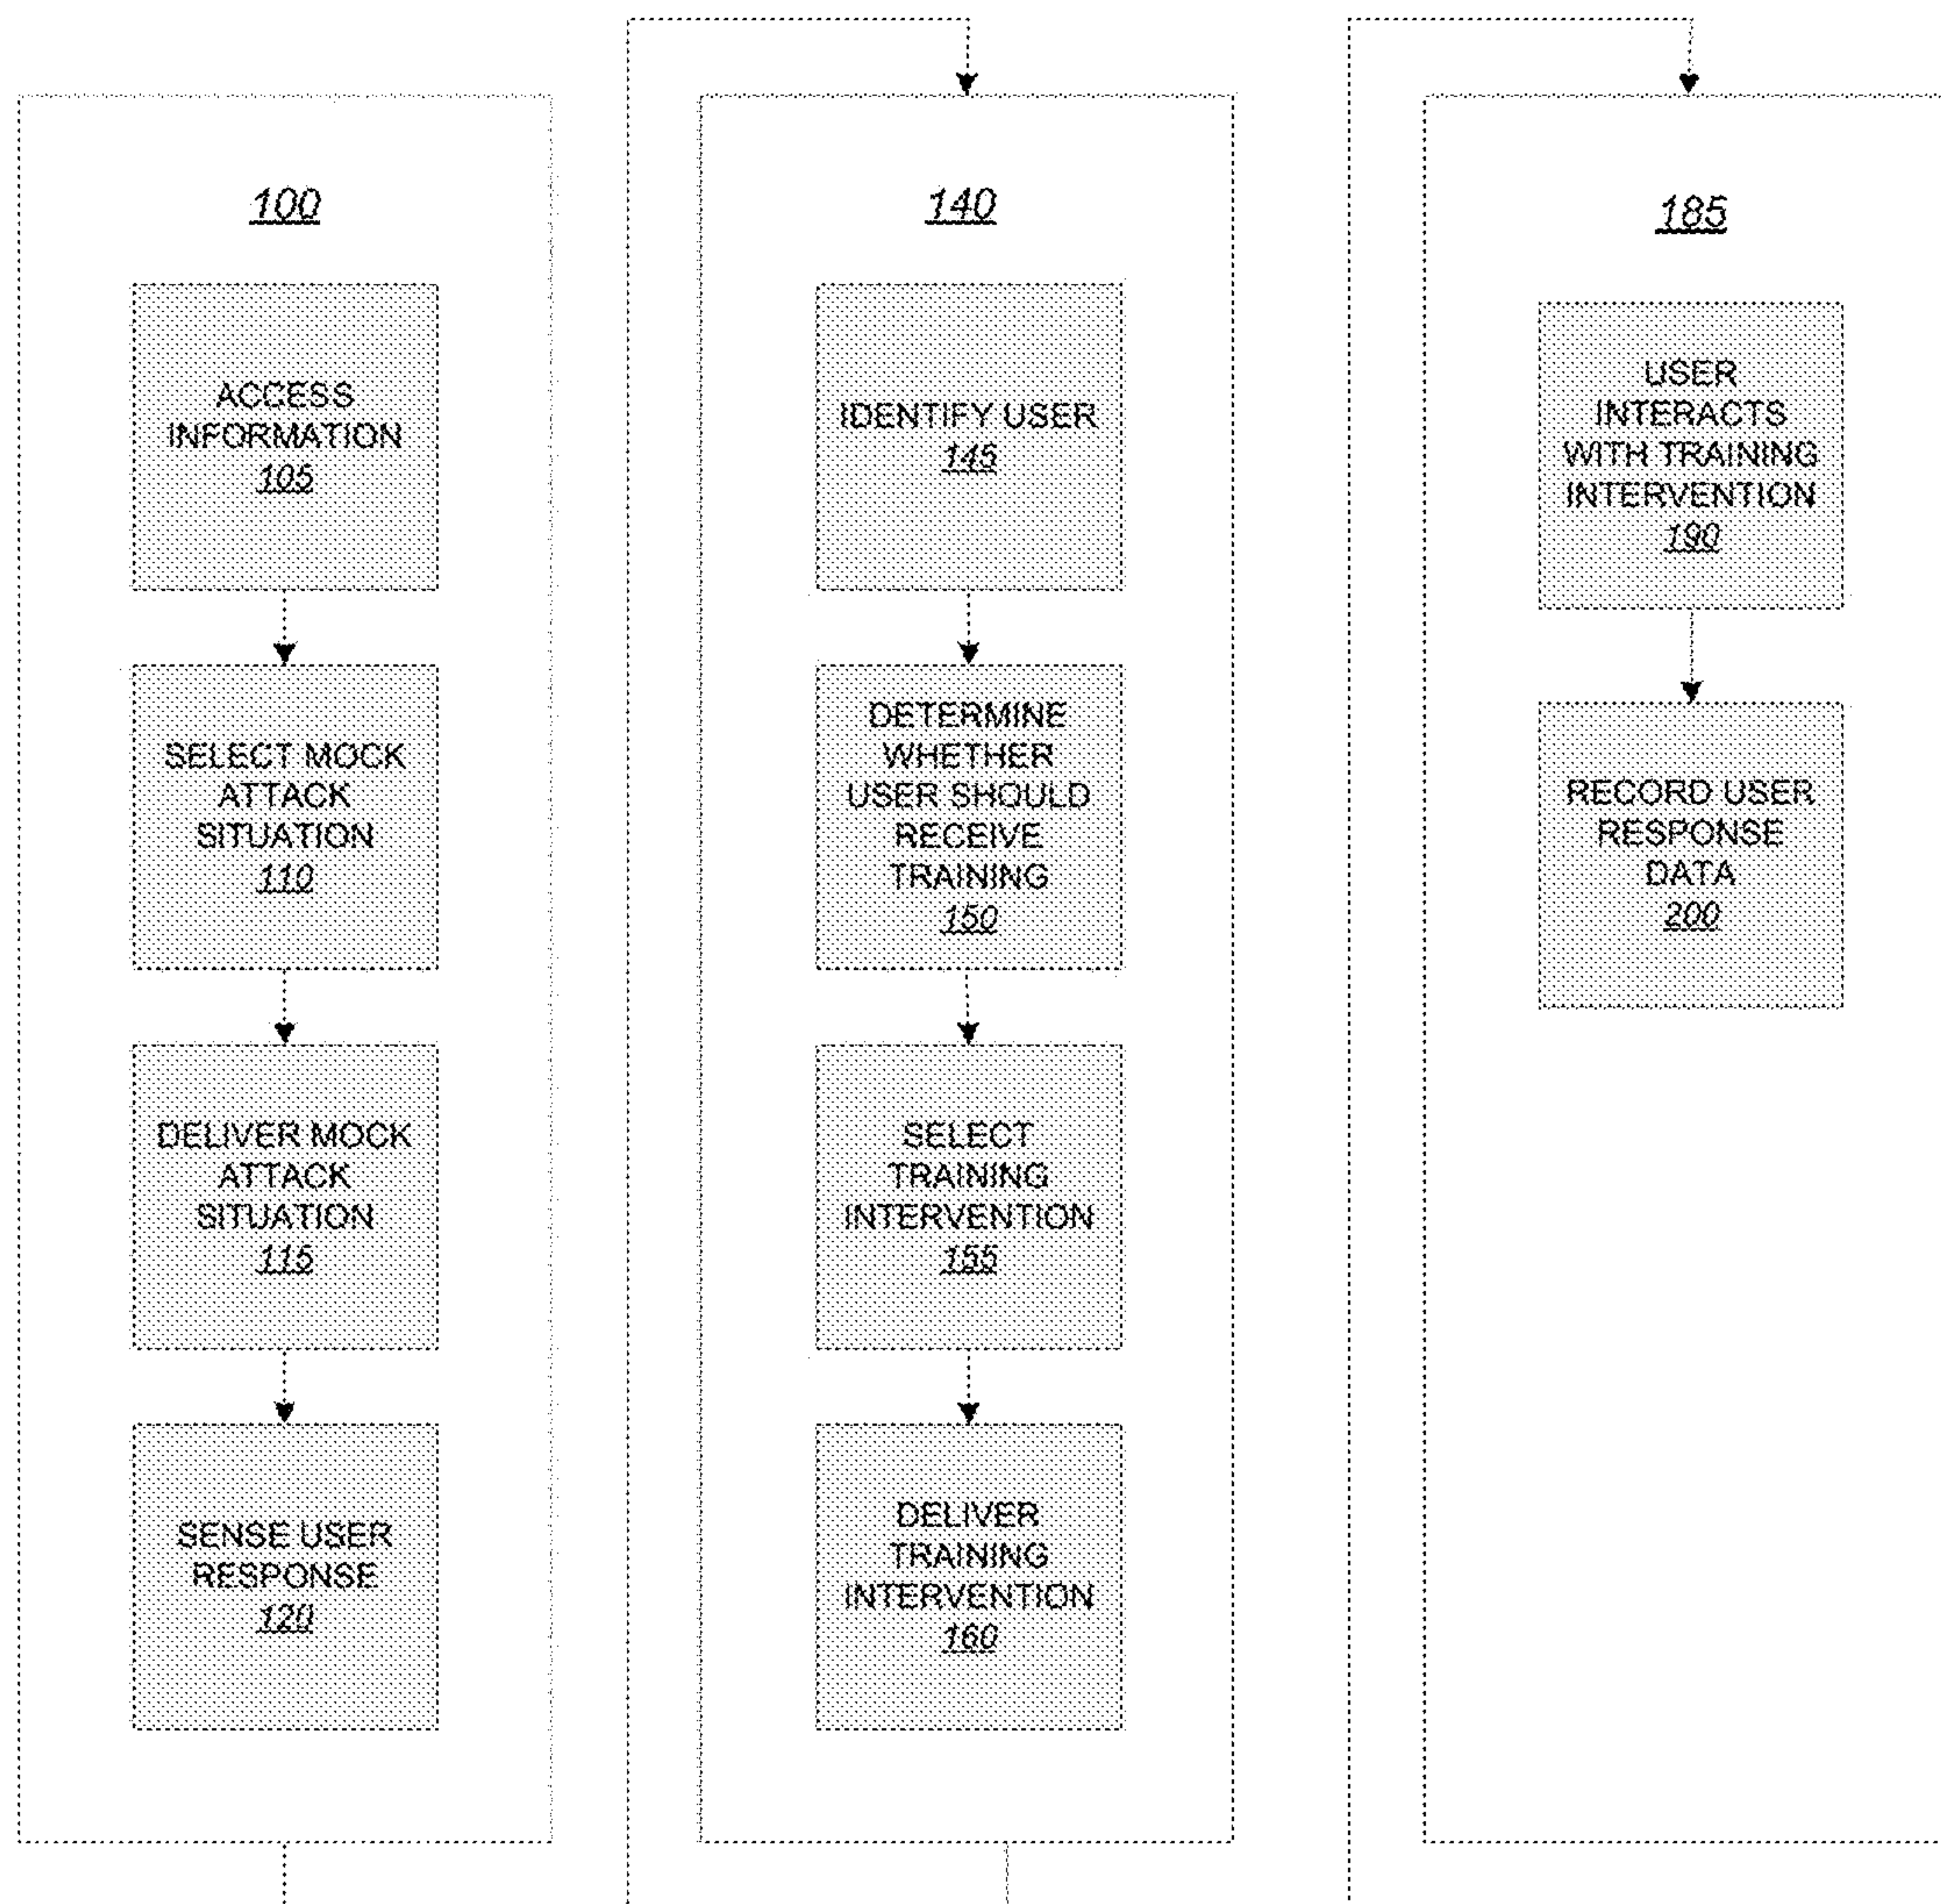 100
ACCESS
INFORMATION
105
SELECT MOCK
ATTACK
SITUATION
110
DELIVER MOCK
ATTACK
SITUATION
115
SENSE USER
RESPONSE
120
140
IDENTIFY USER
145
DETERMINE
WHETHER
USER SHOULD
RECEIVE
TRAINING
150
SELECT
TRAINING
INTERVENTION
155
DELIVER
TRAINING
INTERVENTION
160
185
USER
INTERACTS
WITH TRAINING
INTERVENTION
190
RECORD USER
RESPONSE
DATA
200